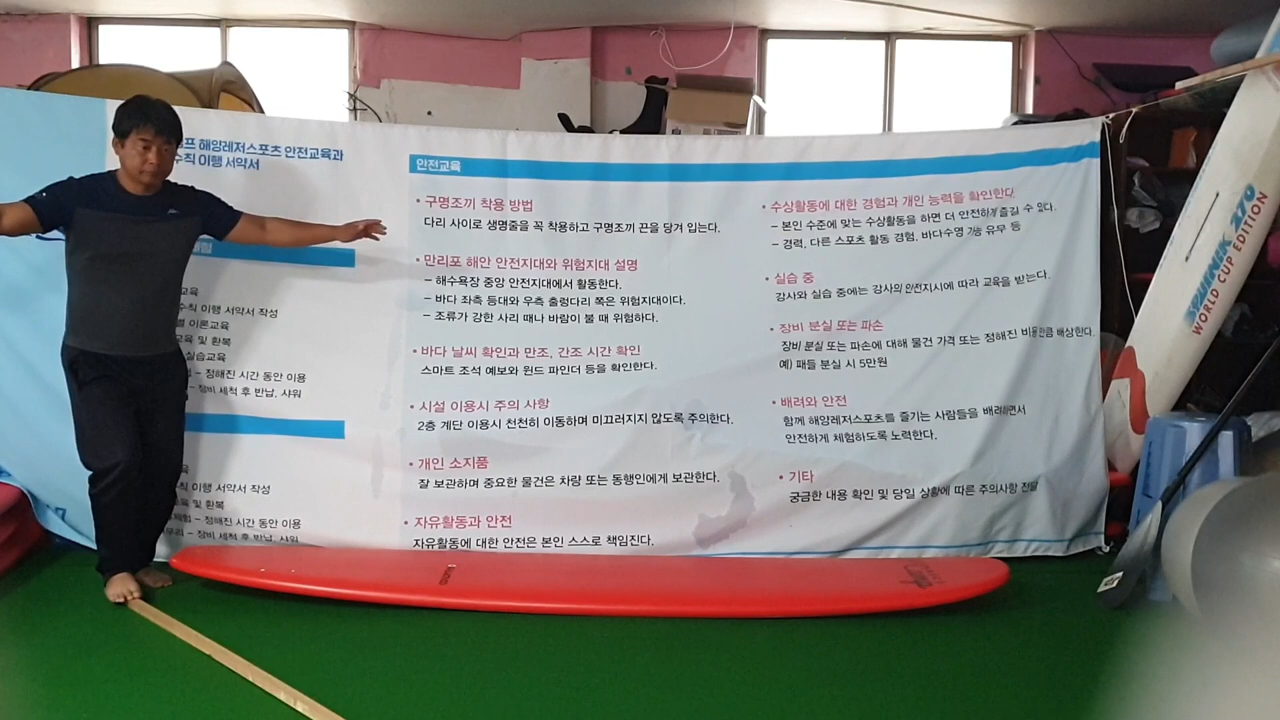 해양레저스포츠 안전교육과
수칙 이행 서약서
체험
교육
수칙 이행 서약서 작성
이론교육
교육 및 환복
실습교육
– 정해진 시간 동안 이용
– 장비 세척 후 반납, 샤워
수칙 이행 서약서 작성
교육 및 환복
체험 – 정해진 시간 동안 이용
– 장비 세척 후 반납, 샤워
안전교육
• 구명조끼 착용 방법
다리 사이로 생명줄을 꼭 착용하고 구명조끼 끈을 당겨 입는다.
• 만리포 해안 안전지대와 위험지대 설명
– 해수욕장 중앙 안전지대에서 활동한다.
– 바다 좌측 등대와 우측 출렁다리 쪽은 위험지대이다.
– 조류가 강한 사리 때나 바람이 불 때 위험하다.
• 바다 날씨 확인과 만조, 간조 시간 확인
스마트 조석 예보와 윈드 파인더 등을 확인한다.
• 시설 이용시 주의 사항
2층 계단 이용시 천천히 이동하며 미끄러지지 않도록 주의한다.
• 개인 소지품
잘 보관하며 중요한 물건은 차량 또는 동행인에게 보관한다.
• 자유활동과 안전
자유활동에 대한 안전은 본인 스스로 책임진다.
• 수상활동에 대한 경험과 개인 능력을 확인한다.
– 본인 수준에 맞는 수상활동을 하면 더 안전하게 즐길 수 있다.
– 경력, 다른 스포츠 활동 경험, 바다수영 가능 유무 등
• 실습 중
강사와 실습 중에는 강사의 안전지시에 따라 교육을 받는다.
• 장비 분실 또는 파손
장비 분실 또는 파손에 대해 물건 가격 또는 정해진 비용만큼 배상한다.
예) 패들 분실 시 5만원
• 배려와 안전
함께 해양레저스포츠를 즐기는 사람들을 배려하면서
안전하게 체험하도록 노력한다.
• 기타
궁금한 내용 확인 및 당일 상황에 따른 주의사항 전달
270
WORLD CUP EDITION